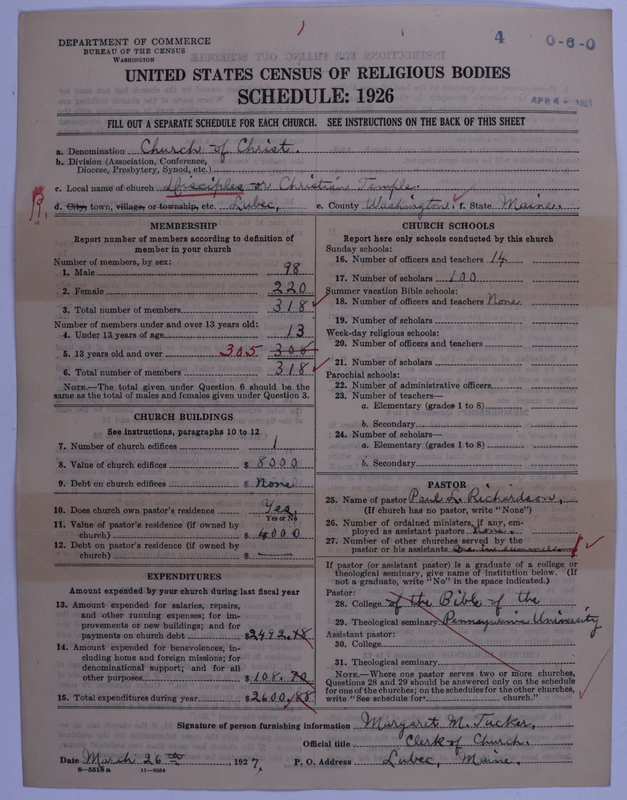 4 0-6-0
DEPARTMENT OF COMMERCE
BUREAU OF THE CENSUS
WASHINGTON
UNITED STATES CENSUS OF RELIGIOUS BODIES
SCHEDULE: 1926
APR 4 - 1927
FILL OUT A SEPARATE SCHEDULE FOR EACH CHURCH. SEE INSTRUCTIONS ON THE BACK OF THIS SHEET
a. Denomination Church of Christ.
b. Division (Association, Conference,
Diocese, Presbytery, Synod, etc.)
c. Local name of church Disciples or Christian Temple.
d. City, town, village, or township, etc. Lubec, e. County Washington. f. State Maine.
MEMBERSHIP
Report number of members according to definition of
member in your church
Number of members, by sex:
1. Male 98
2. Female 220
3. Total number of members 318
Number of members under and over 13 years old:
4. Under 13 years of age 13
5. 13 years old and over 305 306
6. Total number of members 318
NOTE.—The total given under Question 6 should be the
same as the total of males and females given under Question 3.
CHURCH BUILDINGS
See instructions, paragraphs 10 to 12
7. Number of church edifices 1
8. Value of church edifices $ 8000
9. Debt on church edifices $ None
10. Does church own pastor's residence Yes
Yes or No
11. Value of pastor's residence (if owned by
church) $ 4000
12. Debt on pastor's residence (if owned by
church) $ —
EXPENDITURES
Amount expended by your church during last fiscal year
13. Amount expended for salaries, repairs,
and other running expenses; for im-
provements or new buildings; and for
payments on church debt $2492.18
14. Amount expended for benevolences, in-
cluding home and foreign missions; for
denominational support; and for all
other purposes $ 108.70
15. Total expenditures during year $2600.88
CHURCH SCHOOLS
Report here only schools conducted by this church
Sunday schools:
16. Number of officers and teachers 14
17. Number of scholars 100
Summer vacation Bible schools:
18. Number of officers and teachers None
19. Number of scholars
Week-day religious schools:
20. Number of officers and teachers
21. Number of scholars
Parochial schools:
22. Number of administrative officers
23. Number of teachers—
a. Elementary (grades 1 to 8)
b. Secondary
24. Number of scholars—
a. Elementary (grades 1 to 8)
b. Secondary
PASTOR
25. Name of pastor Paul L. Richardson,
(If church has no pastor, write "None")
26. Number of ordained ministers, if any, em-
ployed as assistant pastors None.
27. Number of other churches served by the
pastor or his assistants
If pastor (or assistant pastor) is a graduate of a college or
theological seminary, give name of institution below. (If
not a graduate, write "No" in the space indicated.)
Pastor:
28. College of the Bible of the
29. Theological seminary Pennsylvania University
Assistant pastor:
30. College
31. Theological seminary
NOTE.—Where one pastor serves two or more churches,
Questions 28 and 29 should be answered only on the schedule
for one of the churches; on the schedules for the other churches,
write "See schedule for church."
Signature of person furnishing information Margaret M. Tucker,
Official title Clerk of Church.
Date March 26th, 1927. P. O. Address Lubec, Maine.
8-5518a 11-9084